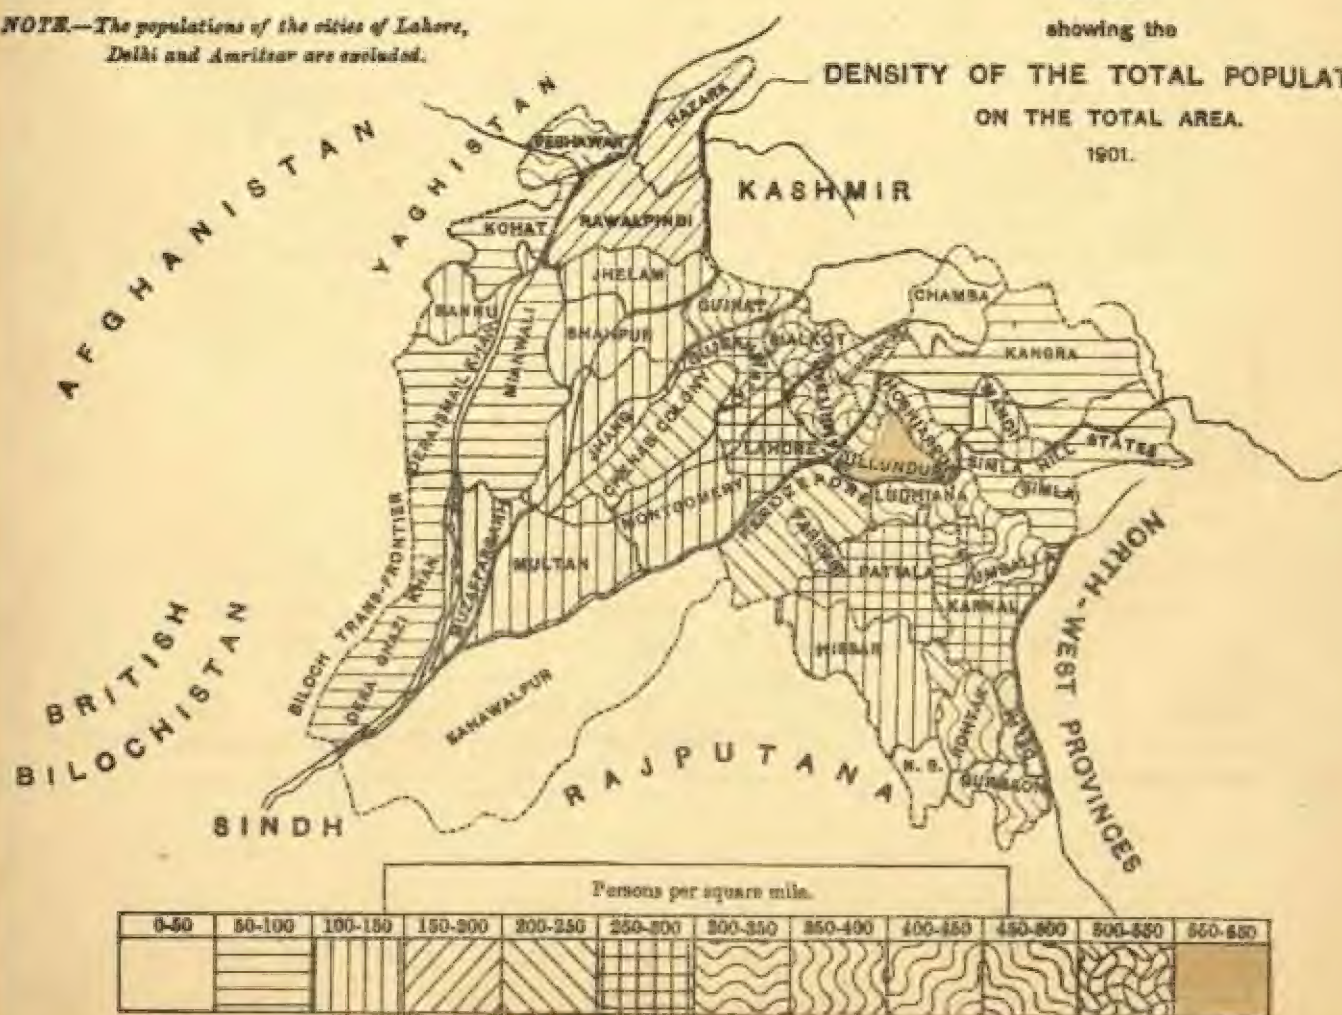 NOTE.—The populations of the cities of Lahore,
Delhi and Amritsar are excluded.
showing the
DENSITY OF THE TOTAL POPULAT
ON THE TOTAL AREA.
1901.
AFGHANISTAN
YAGHISTAN
KASHMIR
HAZARA
PESHAWAR
KOHAT
RAWALPINDI
BANNU
JHELAM
GUJRAT
CHAMBA
MIANWALI
SHAHPUR
SIALKOT
KANGRA
DERA ISMAIL KHAN
JHANG
CHENAB COLONY
LAHORE
MANDI
SIMLA HILL STATES
JULLUNDUR
SIMLA
MONTGOMERY
FEROZEPORE
LUDHIANA
FARIDKOT
MUZAFFARGARH
MULTAN
PATIALA
UMBALLA
KARNAL
BILOCH TRANS-FRONTIER
DERA GHAZI KHAN
HISSAR
NORTH-WEST PROVINCES
BRITISH
BILOCHISTAN
BAHAWALPUR
ROHTAK
N. S.
GURGAON
RAJPUTANA
SINDH
Persons per square mile.
0-50 50-100 100-150 150-200 200-250 250-300 300-350 350-400 400-450 450-500 500-550 550-650